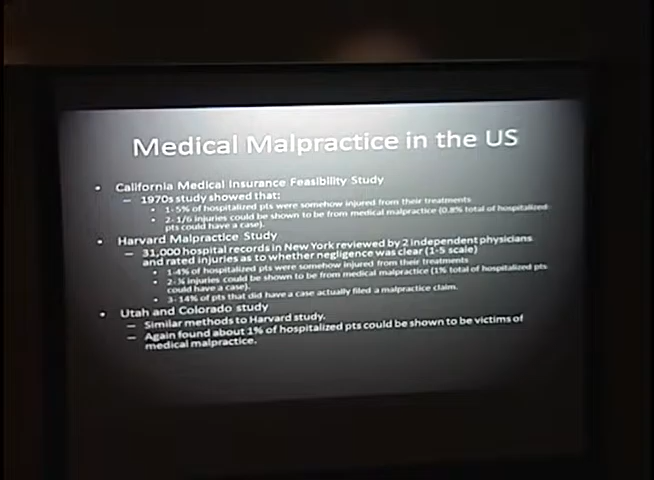 Medical Malpractice in the US
• California Medical Insurance Feasibility Study
– 1970s study showed that:
• 1- 5% of hospitalized pts were somehow injured from their treatments
• 2- 1/6 injuries could be shown to be from medical malpractice (0.8% total of hospitalized
pts could have a case).
• Harvard Malpractice Study
– 31,000 hospital records in New York reviewed by 2 independent physicians
and rated injuries as to whether negligence was clear (1-5 scale)
• 1-4% of hospitalized pts were somehow injured from their treatments
• 2- ¼ injuries could be shown to be from medical malpractice (1% total of hospitalized pts
could have a case).
• 3- 14% of pts that did have a case actually filed a malpractice claim.
• Utah and Colorado study
– Similar methods to Harvard study.
– Again found about 1% of hospitalized pts could be shown to be victims of
medical malpractice.